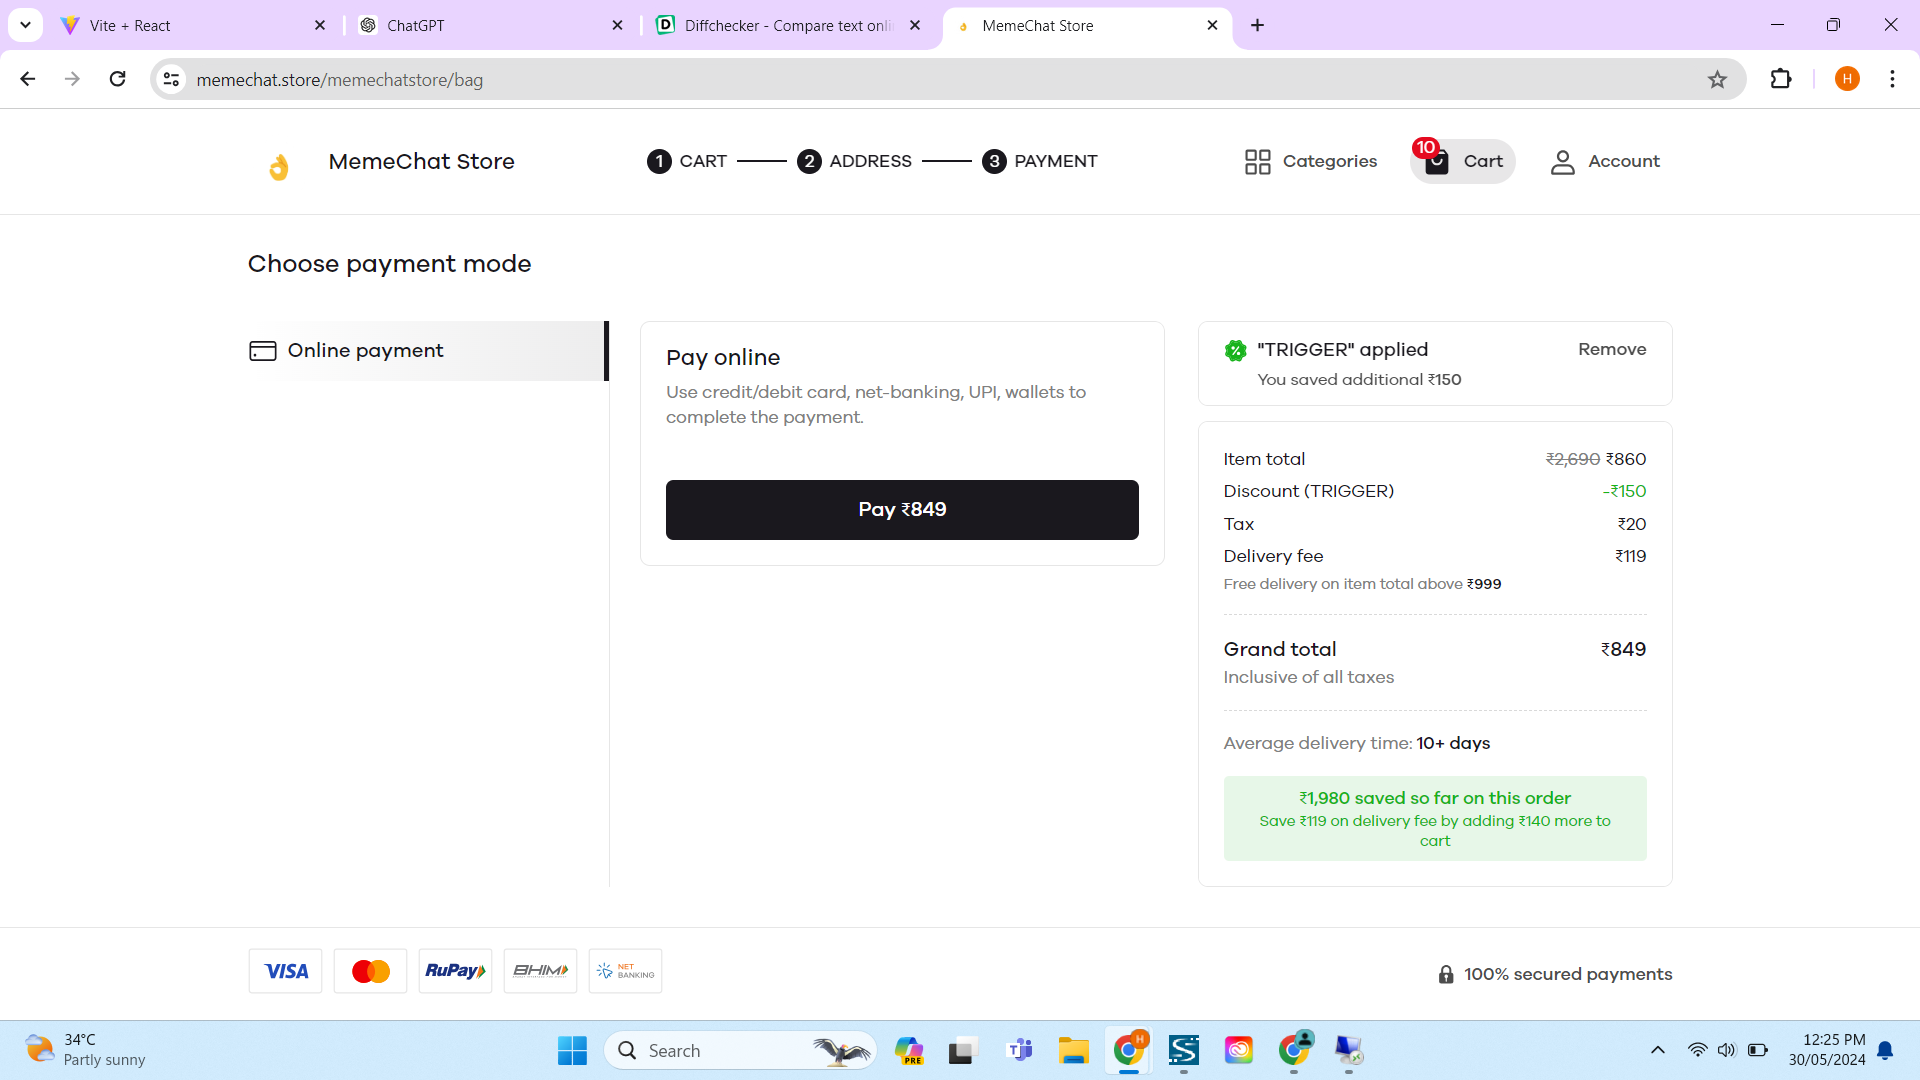 Vite + React
ChatGPT
Diffchecker - Compare text onli
MemeChat Store
memechat.store/memechatstore/bag
H
MemeChat Store
1 CART
2 ADDRESS
3 PAYMENT
Categories
10
Cart
Account
Choose payment mode
Online payment
Pay online
Use credit/debit card, net-banking, UPI, wallets to
complete the payment.
Pay ₹849
"TRIGGER" applied
Remove
You saved additional ₹150
Item total ₹2,690 ₹860
Discount (TRIGGER) -₹150
Tax ₹20
Delivery fee ₹119
Free delivery on item total above ₹999
Grand total ₹849
Inclusive of all taxes
Average delivery time: 10+ days
₹1,980 saved so far on this order
Save ₹119 on delivery fee by adding ₹140 more to
cart
VISA
RuPay
BHIM
NET
BANKING
100% secured payments
34°C
Partly sunny
Search
PRE
H
12:25 PM
30/05/2024